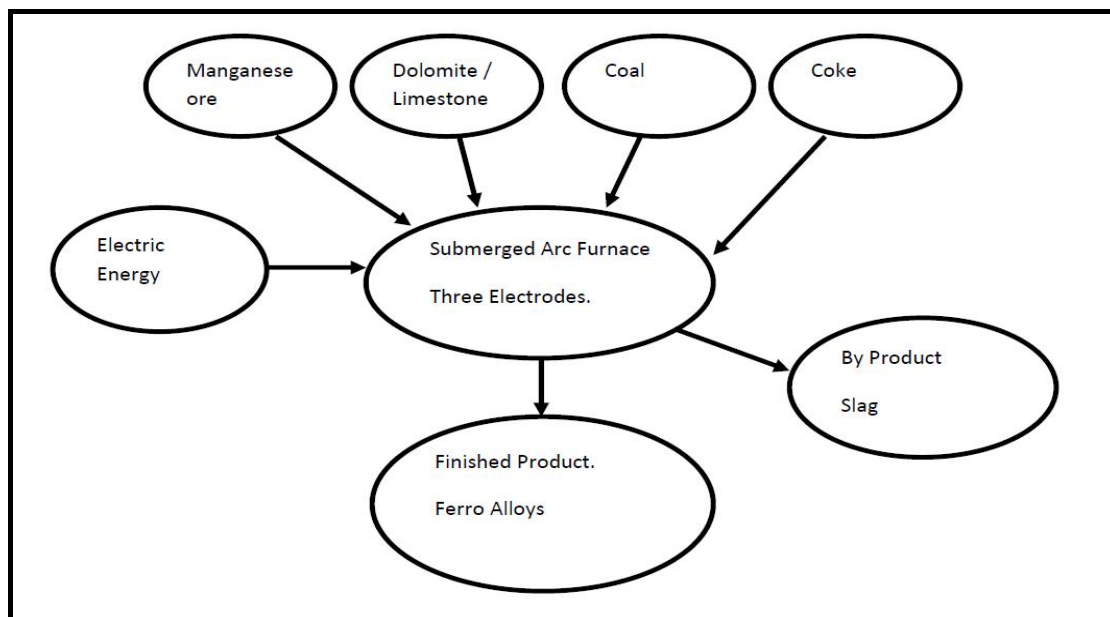 Manganese
ore
Dolomite /
Limestone
Coal
Coke
Electric
Energy
Submerged Arc Furnace
Three Electrodes.
By Product
Slag
Finished Product.
Ferro Alloys